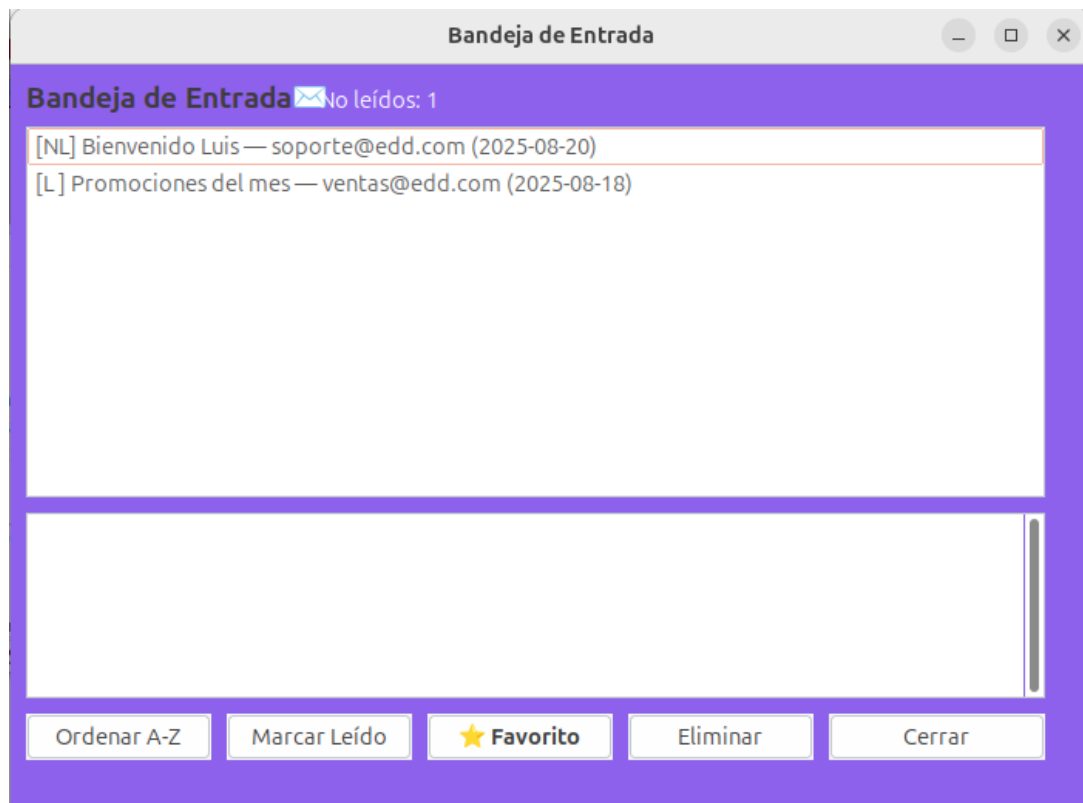 Bandeja de Entrada
Bandeja de Entrada✉️No leídos: 1
[NL] Bienvenido Luis — soporte@edd.com (2025-08-20)
[L ] Promociones del mes — ventas@edd.com (2025-08-18)
Ordenar A-Z Marcar Leído ⭐ Favorito Eliminar Cerrar